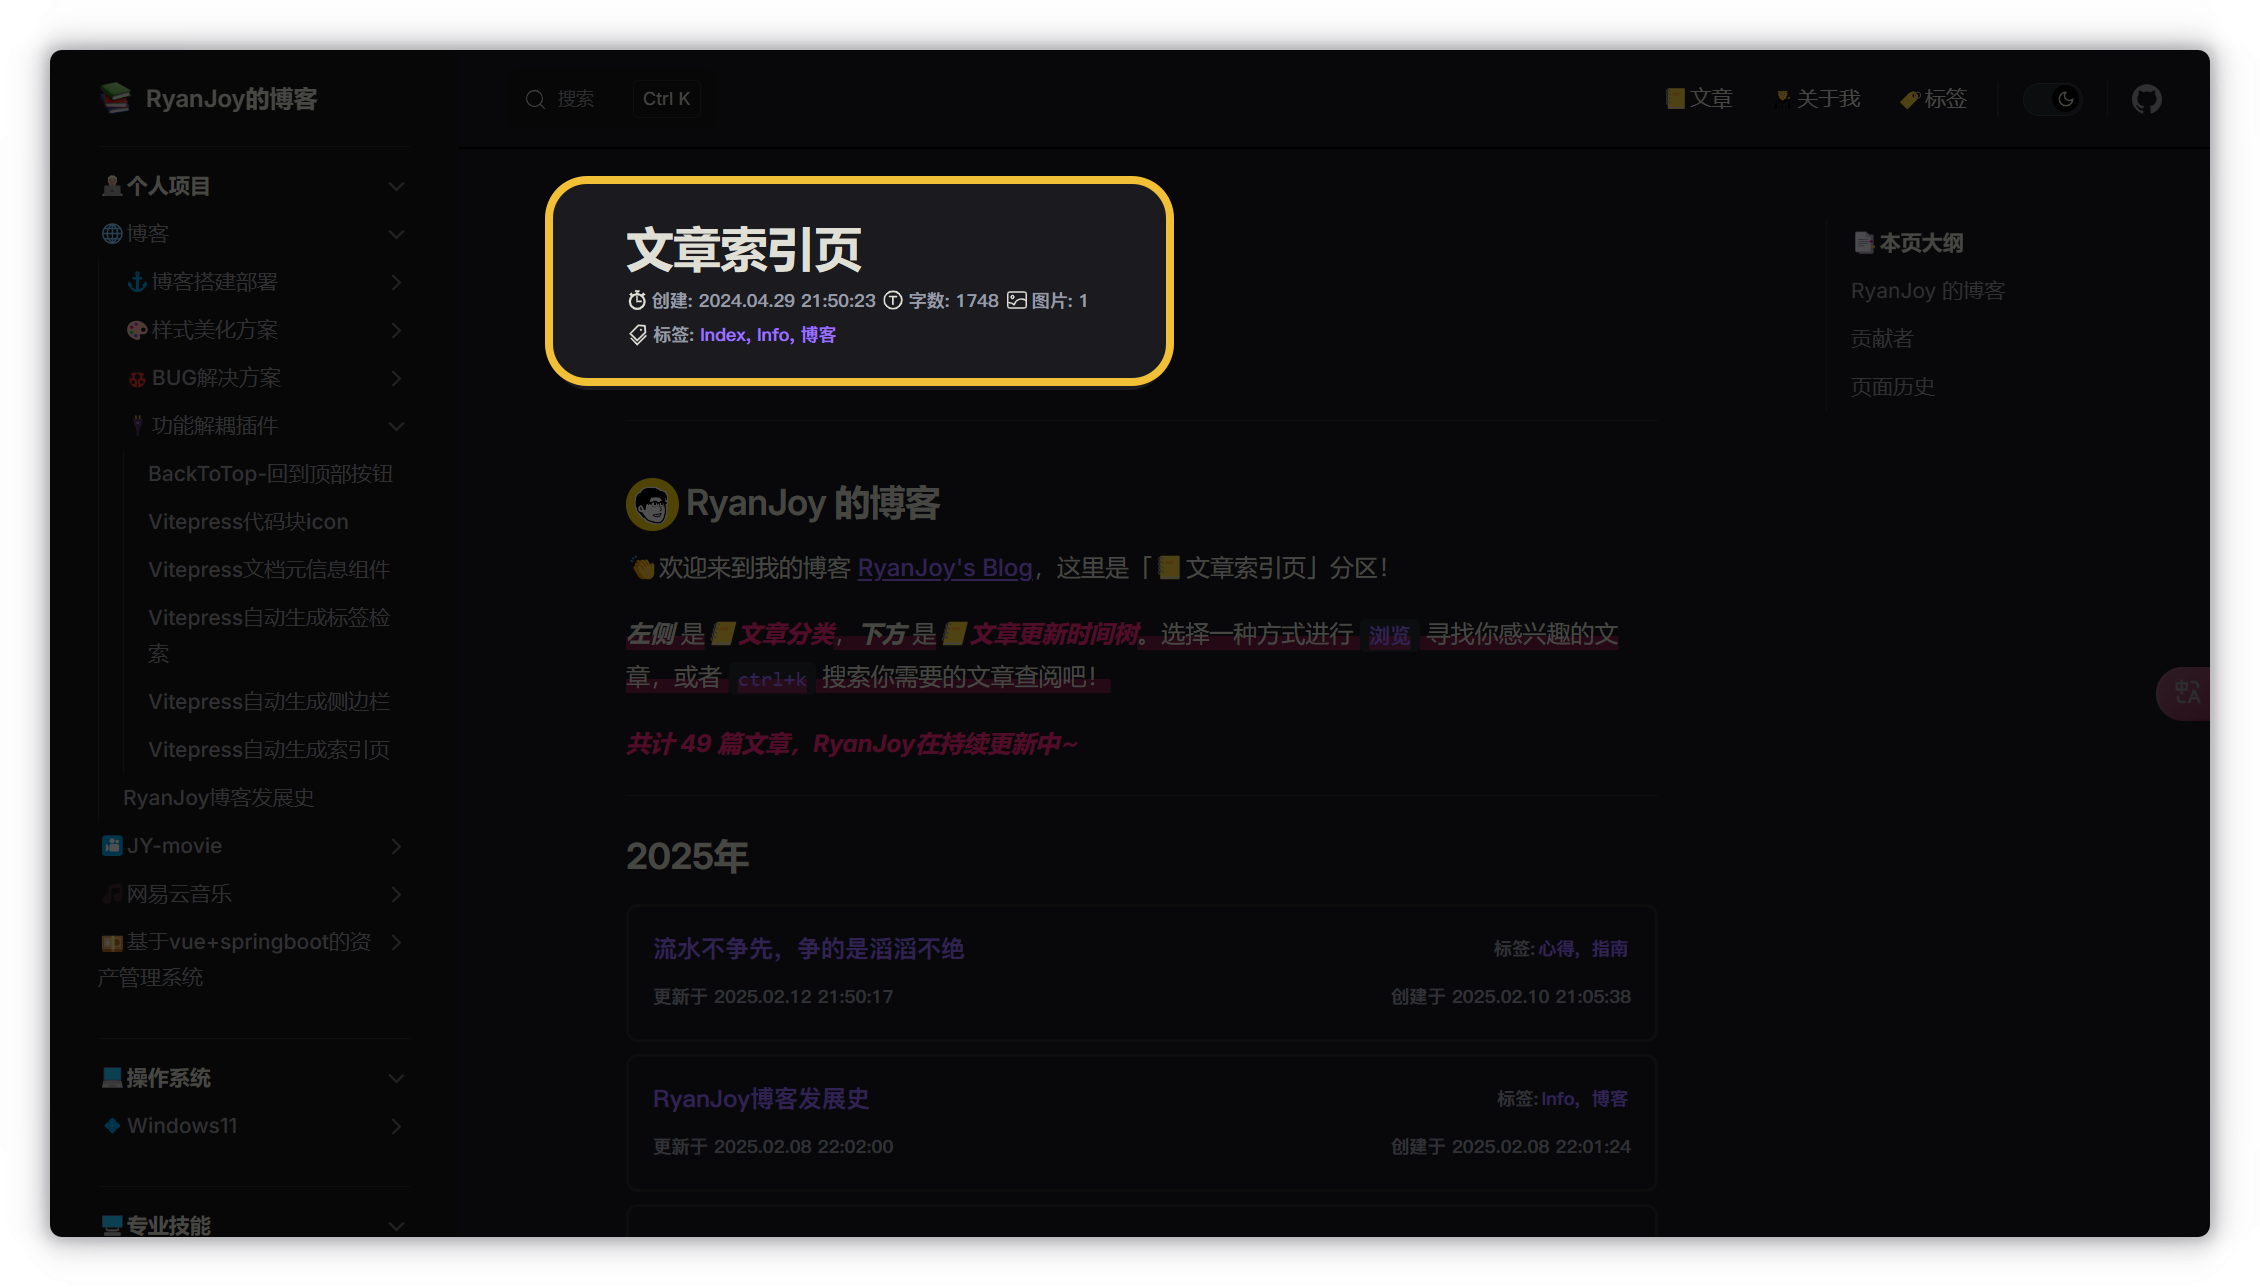 RyanJoy的博客
搜索
Ctrl K
文章
关于我
标签
个人项目
博客
博客搭建部署
样式美化方案
BUG解决方案
功能解耦插件
BackToTop-回到顶部按钮
Vitepress代码块icon
Vitepress文档元信息组件
Vitepress自动生成标签检
索
Vitepress自动生成侧边栏
Vitepress自动生成索引页
RyanJoy博客发展史
JY-movie
网易云音乐
基于vue+springboot的资
产管理系统
操作系统
Windows11
专业技能
文章索引页
创建: 2024.04.29 21:50:23 字数: 1748 图片: 1
标签: Index, Info, 博客
RyanJoy 的博客
欢迎来到我的博客 RyanJoy's Blog，这里是「文章索引页」分区！
左侧 是 文章分类，下方 是 文章更新时间树。选择一种方式进行 浏览 寻找你感兴趣的文
章，或者 ctrl+k 搜索你需要的文章查阅吧！
共计 49 篇文章，RyanJoy在持续更新中~
2025年
流水不争先，争的是滔滔不绝
标签: 心得，指南
更新于 2025.02.12 21:50:17
创建于 2025.02.10 21:05:38
RyanJoy博客发展史
标签: Info，博客
更新于 2025.02.08 22:02:00
创建于 2025.02.08 22:01:24
本页大纲
RyanJoy 的博客
贡献者
页面历史
中A